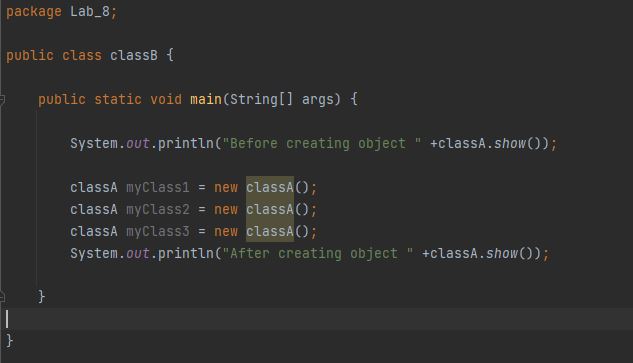 package Lab_8;
public class classB {
public static void main(String[] args) {
System.out.println("Before creating object " +classA.show());
classA myClass1 = new classA();
classA myClass2 = new classA();
classA myClass3 = new classA();
System.out.println("After creating object " +classA.show());
}
}